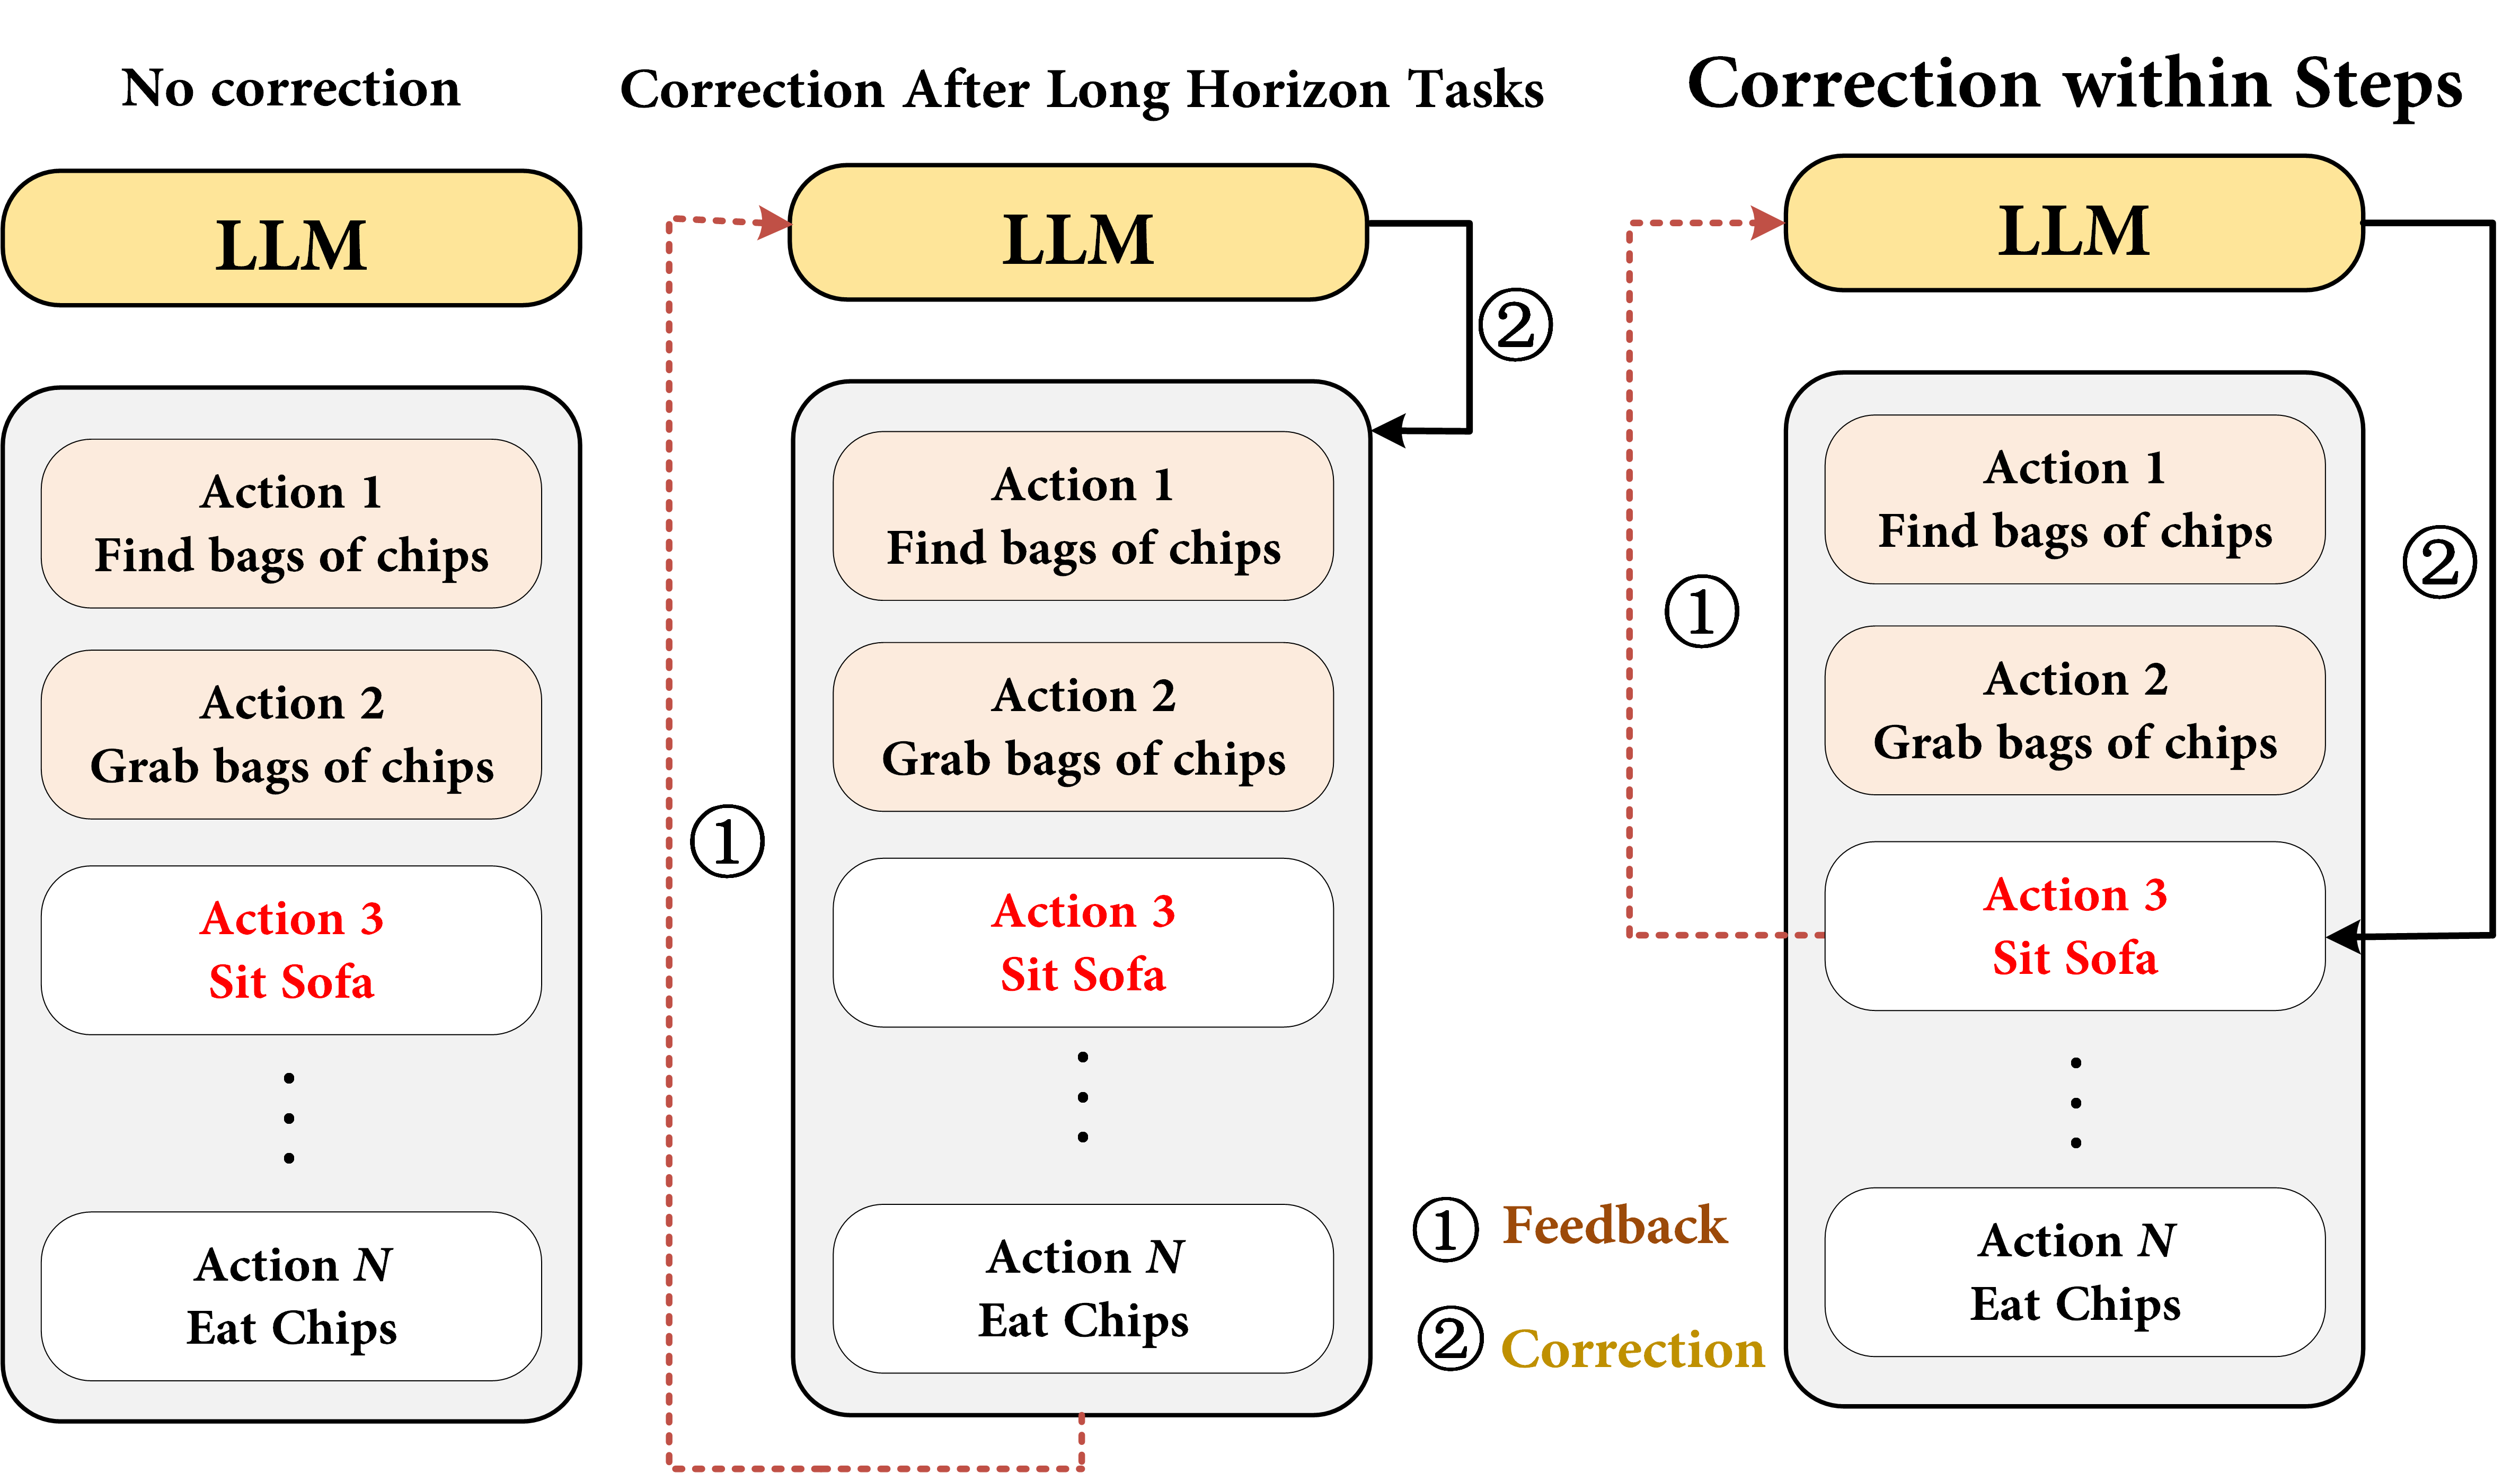 No correction
LLM
Action 1
Find bags of chips
Action 2
Grab bags of chips
Action 3
Sit Sofa
Action N
Eat Chips
Correction After Long Horizon Tasks
LLM
②
Action 1
Find bags of chips
Action 2
Grab bags of chips
①
Action 3
Sit Sofa
Action N
Eat Chips
① Feedback
② Correction
Correction within Steps
LLM
Action 1
Find bags of chips
②
①
Action 2
Grab bags of chips
Action 3
Sit Sofa
Action N
Eat Chips